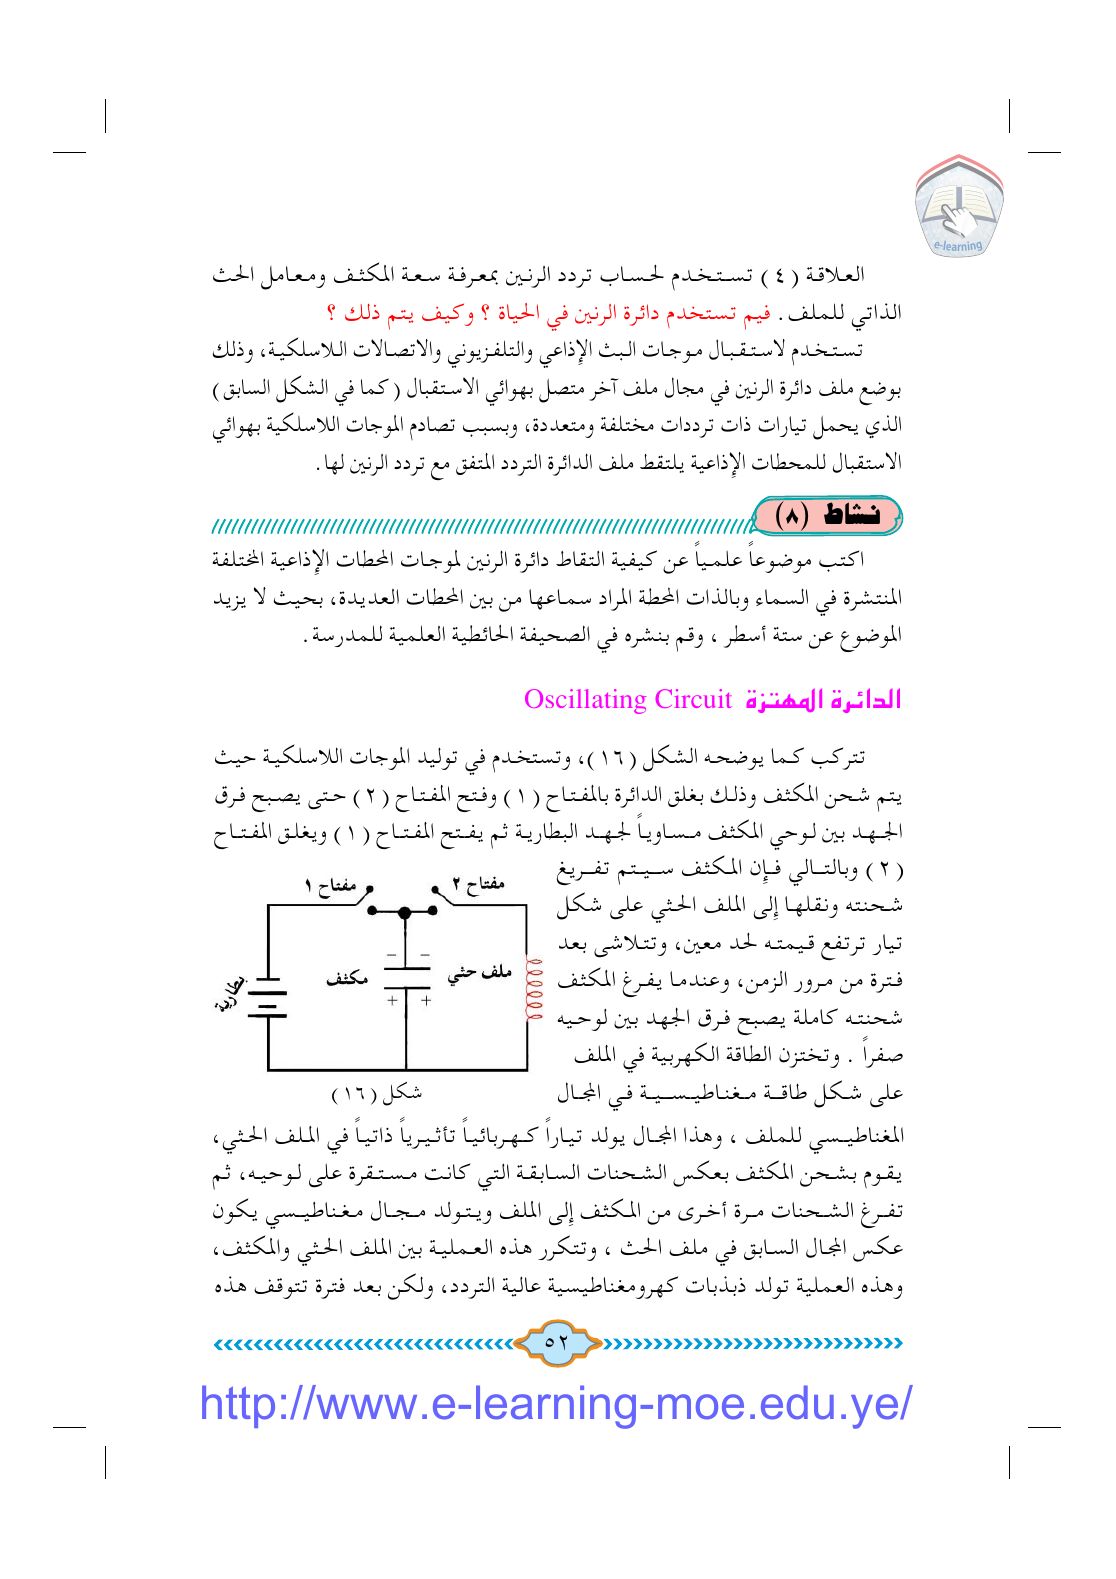 e-learning
العلاقة ( ٤ ) تستخدم لحساب تردد الرنين بمعرفة سعة المكثف ومعامل الحث
الذاتي للملف. فيم تستخدم دائرة الرنين في الحياة ؟ وكيف يتم ذلك ؟
تستخدم لاستقبال موجات البث الإذاعي والتلفزيوني والاتصالات اللاسلكية، وذلك
بوضع ملف دائرة الرنين في مجال ملف آخر متصل بهوائي الاستقبال ( كما في الشكل السابق )
الذي يحمل تيارات ذات ترددات مختلفة ومتعددة، وبسبب تصادم الموجات اللاسلكية بهوائي
الاستقبال للمحطات الإذاعية يلتقط ملف الدائرة التردد المتفق مع تردد الرنين لها.
نشاط (٨)
اكتب موضوعاً علمياً عن كيفية التقاط دائرة الرنين لموجات المحطات الإذاعية المختلفة
المنتشرة في السماء وبالذات المحطة المراد سماعها من بين المحطات العديدة، بحيث لا يزيد
الموضوع عن ستة أسطر ، وقم بنشره في الصحيفة الحائطية العلمية للمدرسة.
الدائرة المهتزة Oscillating Circuit
تتركب كما يوضحه الشكل ( ١٦ )، وتستخدم في توليد الموجات اللاسلكية حيث
يتم شحن المكثف وذلك بغلق الدائرة بالمفتاح ( ١ ) وفتح المفتاح ( ٢ ) حتى يصبح فرق
الجهد بين لوحي المكثف مساوياً لجهد البطارية ثم يفتح المفتاح ( ١ ) ويغلق المفتاح
( ٢ ) وبالتالي فإن المكثف سيتم تفريغ
شحنته ونقلها إلى الملف الحثي على شكل
تيار ترتفع قيمته لحد معين، وتتلاشى بعد
فترة من مرور الزمن، وعندما يفرغ المكثف
شحنته كاملة يصبح فرق الجهد بين لوحيه
صفراً . وتختزن الطاقة الكهربية في الملف
على شكل طاقة مغناطيسية في المجال
مفتاح ١
مفتاح ٢
− −
ملف حثي
مكثف
بطارية
+ +
شكل ( ١٦ )
المغناطيسي للملف ، وهذا المجال يولد تياراً كهربائياً تأثيرياً ذاتياً في الملف الحثي،
يقوم بشحن المكثف بعكس الشحنات السابقة التي كانت مستقرة على لوحيه، ثم
تفرغ الشحنات مرة أخرى من المكثف إلى الملف ويتولد مجال مغناطيسي يكون
عكس المجال السابق في ملف الحث ، وتتكرر هذه العملية بين الملف الحثي والمكثف،
وهذه العملية تولد ذبذبات كهرومغناطيسية عالية التردد، ولكن بعد فترة تتوقف هذه
٥٢
http://www.e-learning-moe.edu.ye/